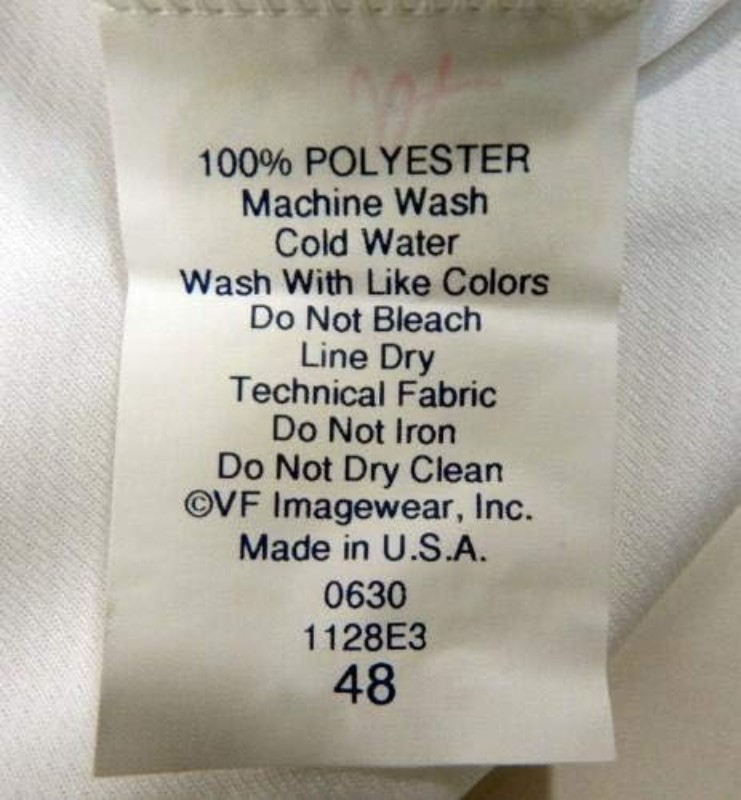 100% POLYESTER
Machine Wash
Cold Water
Wash With Like Colors
Do Not Bleach
Line Dry
Technical Fabric
Do Not Iron
Do Not Dry Clean
©VF Imagewear, Inc.
Made in U.S.A.
0630
1128E3
48